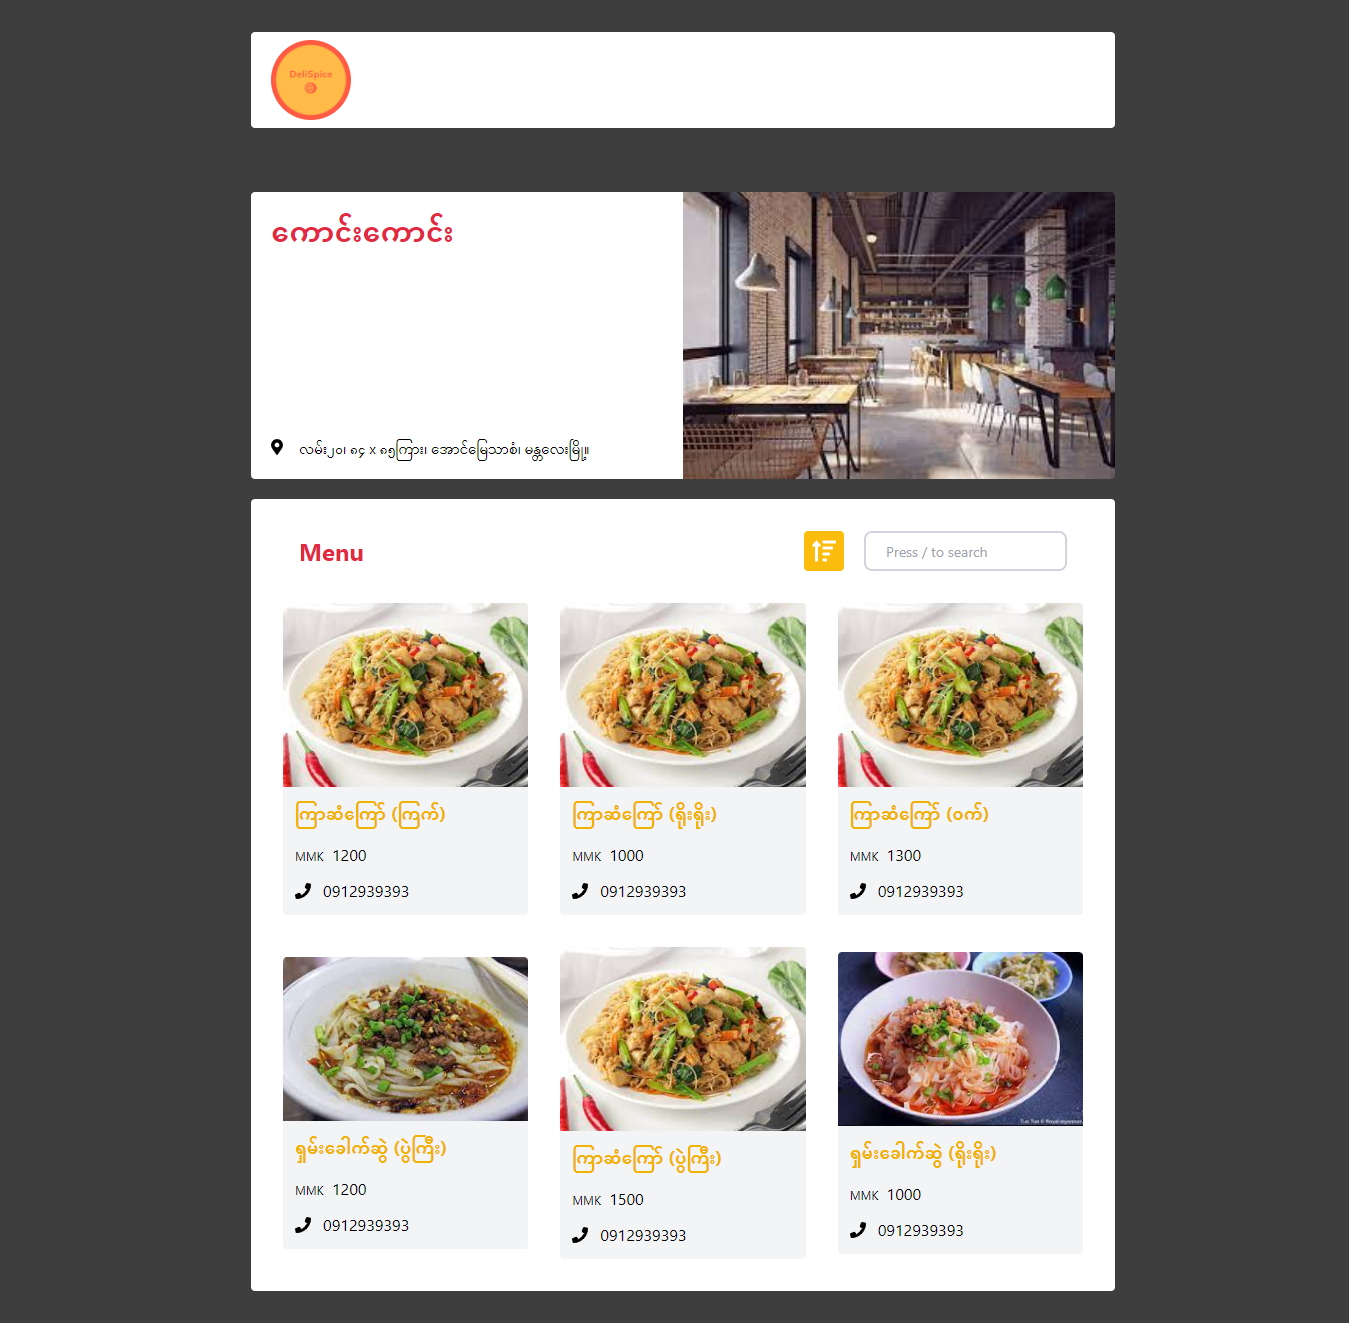 DeliSpice
ကောင်းကောင်း
လမ်း၂၀၊ ၈၄ x ၈၅ကြား၊ အောင်မြေသာစံ၊ မန္တလေးမြို့။
Menu
Press / to search
ကြာဆံကြော် (ကြက်)
MMK 1200
0912939393
ကြာဆံကြော် (ရိုးရိုး)
MMK 1000
0912939393
ကြာဆံကြော် (ဝက်)
MMK 1300
0912939393
ရှမ်းခေါက်ဆွဲ (ပွဲကြီး)
MMK 1200
0912939393
ကြာဆံကြော် (ပွဲကြီး)
MMK 1500
0912939393
ရှမ်းခေါက်ဆွဲ (ရိုးရိုး)
MMK 1000
0912939393